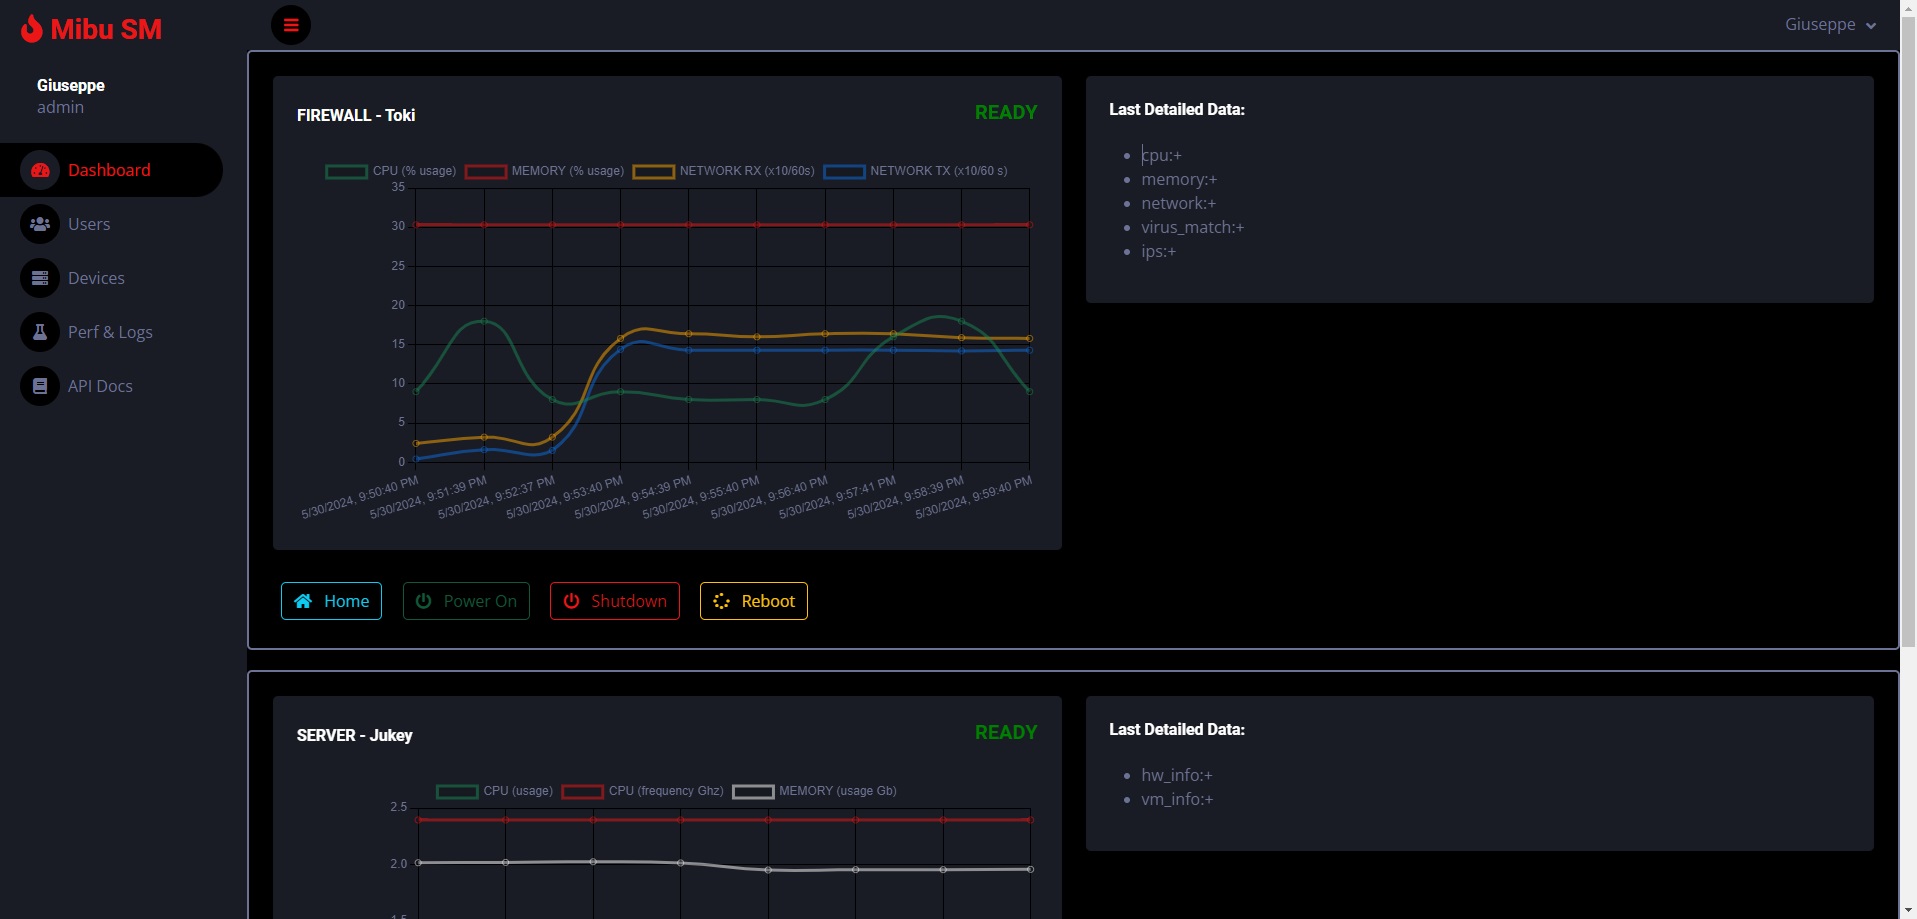 Mibu SM
Giuseppe
Giuseppe
admin
Dashboard
Users
Devices
Perf & Logs
API Docs
FIREWALL - Toki
READY
CPU (% usage) MEMORY (% usage) NETWORK RX (x10/60s) NETWORK TX (x10/60 s)
35
30
25
20
15
10
5
0
5/30/2024, 9:50:40 PM
5/30/2024, 9:51:39 PM
5/30/2024, 9:52:37 PM
5/30/2024, 9:53:40 PM
5/30/2024, 9:54:39 PM
5/30/2024, 9:55:40 PM
5/30/2024, 9:56:40 PM
5/30/2024, 9:57:41 PM
5/30/2024, 9:58:39 PM
5/30/2024, 9:59:40 PM
Last Detailed Data:
cpu:+
memory:+
network:+
virus_match:+
ips:+
Home Power On Shutdown Reboot
SERVER - Jukey
READY
CPU (usage) CPU (frequency Ghz) MEMORY (usage Gb)
2.5
2.0
1.5
Last Detailed Data:
hw_info:+
vm_info:+